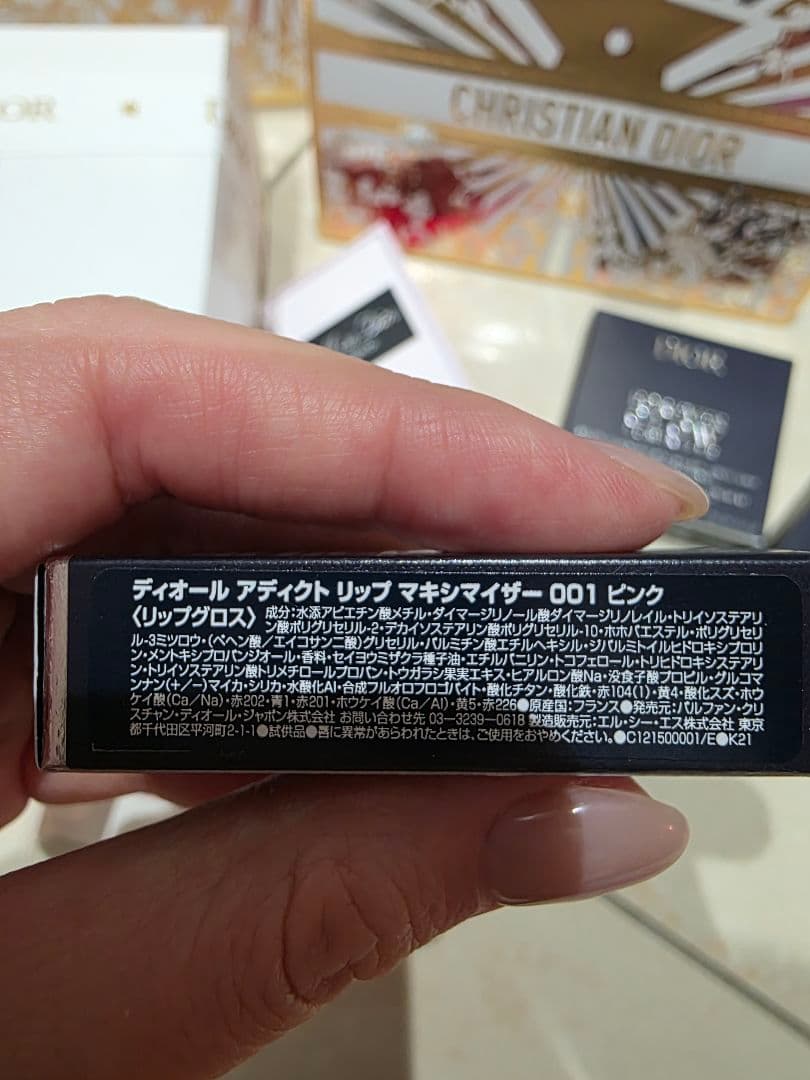 CHRISTIAN DIOR
DIOR
ディオール アディクト リップ マキシマイザー 001 ピンク
〈リップグロス〉 成分:水添アビエチン酸メチル・ダイマージリノール酸ダイマージリノレイル・トリイソステアリ
ン酸ポリグリセリル-2・デカイソステアリン酸ポリグリセリル-10・ホホバエステル・ポリグリセリ
ル-3ミツロウ・(ベヘン酸/エイコサン二酸)グリセリル・パルミチン酸エチルヘキシル・ジパルミトイルヒドロキシプロリ
ン・メントキシプロパンジオール・香料・セイヨウミザクラ種子油・エチルバニリン・トコフェロール・トリヒドロキシステアリ
ン・トリイソステアリン酸トリメチロールプロパン・トウガラシ果実エキス・ヒアルロン酸Na・没食子酸プロピル・グルコマ
ンナン(+/−)マイカ・シリカ・水酸化Al・合成フルオロフロゴパイト・酸化チタン・酸化鉄・赤104(1)・黄4・酸化スズ・ホウ
ケイ酸(Ca/Na)・赤202・青1・赤201・ホウケイ酸(Ca/Al)・黄5・赤226●原産国:フランス●発売元:パルファン・クリ
スチャン・ディオール・ジャポン株式会社 お問い合わせ先 03-3239-0618 製造販売元:エル・シー・エス株式会社 東京
都千代田区平河町2-1-1●試供品●唇に異常があらわれたときは、ご使用をおやめください。●C121500001/E●K21